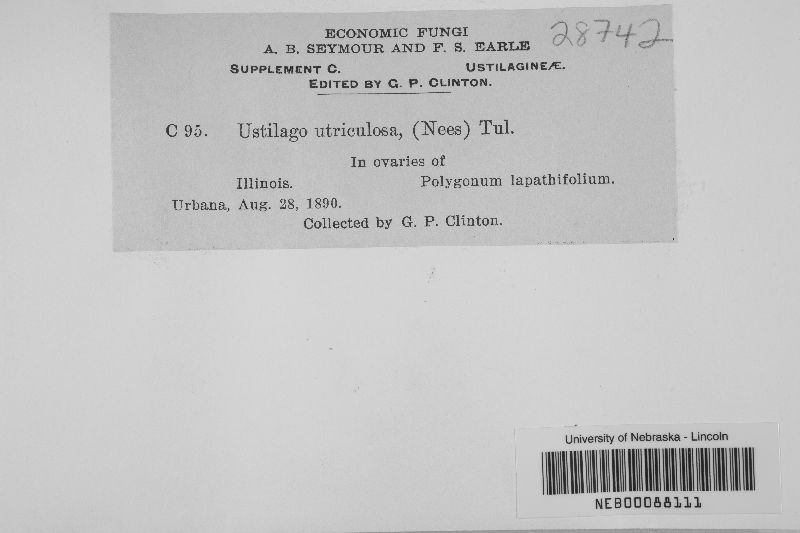 ECONOMIC FUNGI
28742
A. B. SEYMOUR AND F. S. EARLE
SUPPLEMENT C. USTILAGINEÆ.
EDITED BY G. P. CLINTON.
C 95. Ustilago utriculosa, (Nees) Tul.
In ovaries of
Illinois. Polygonum lapathifolium.
Urbana, Aug. 28, 1890.
Collected by G. P. Clinton.
University of Nebraska - Lincoln
NEB00088111